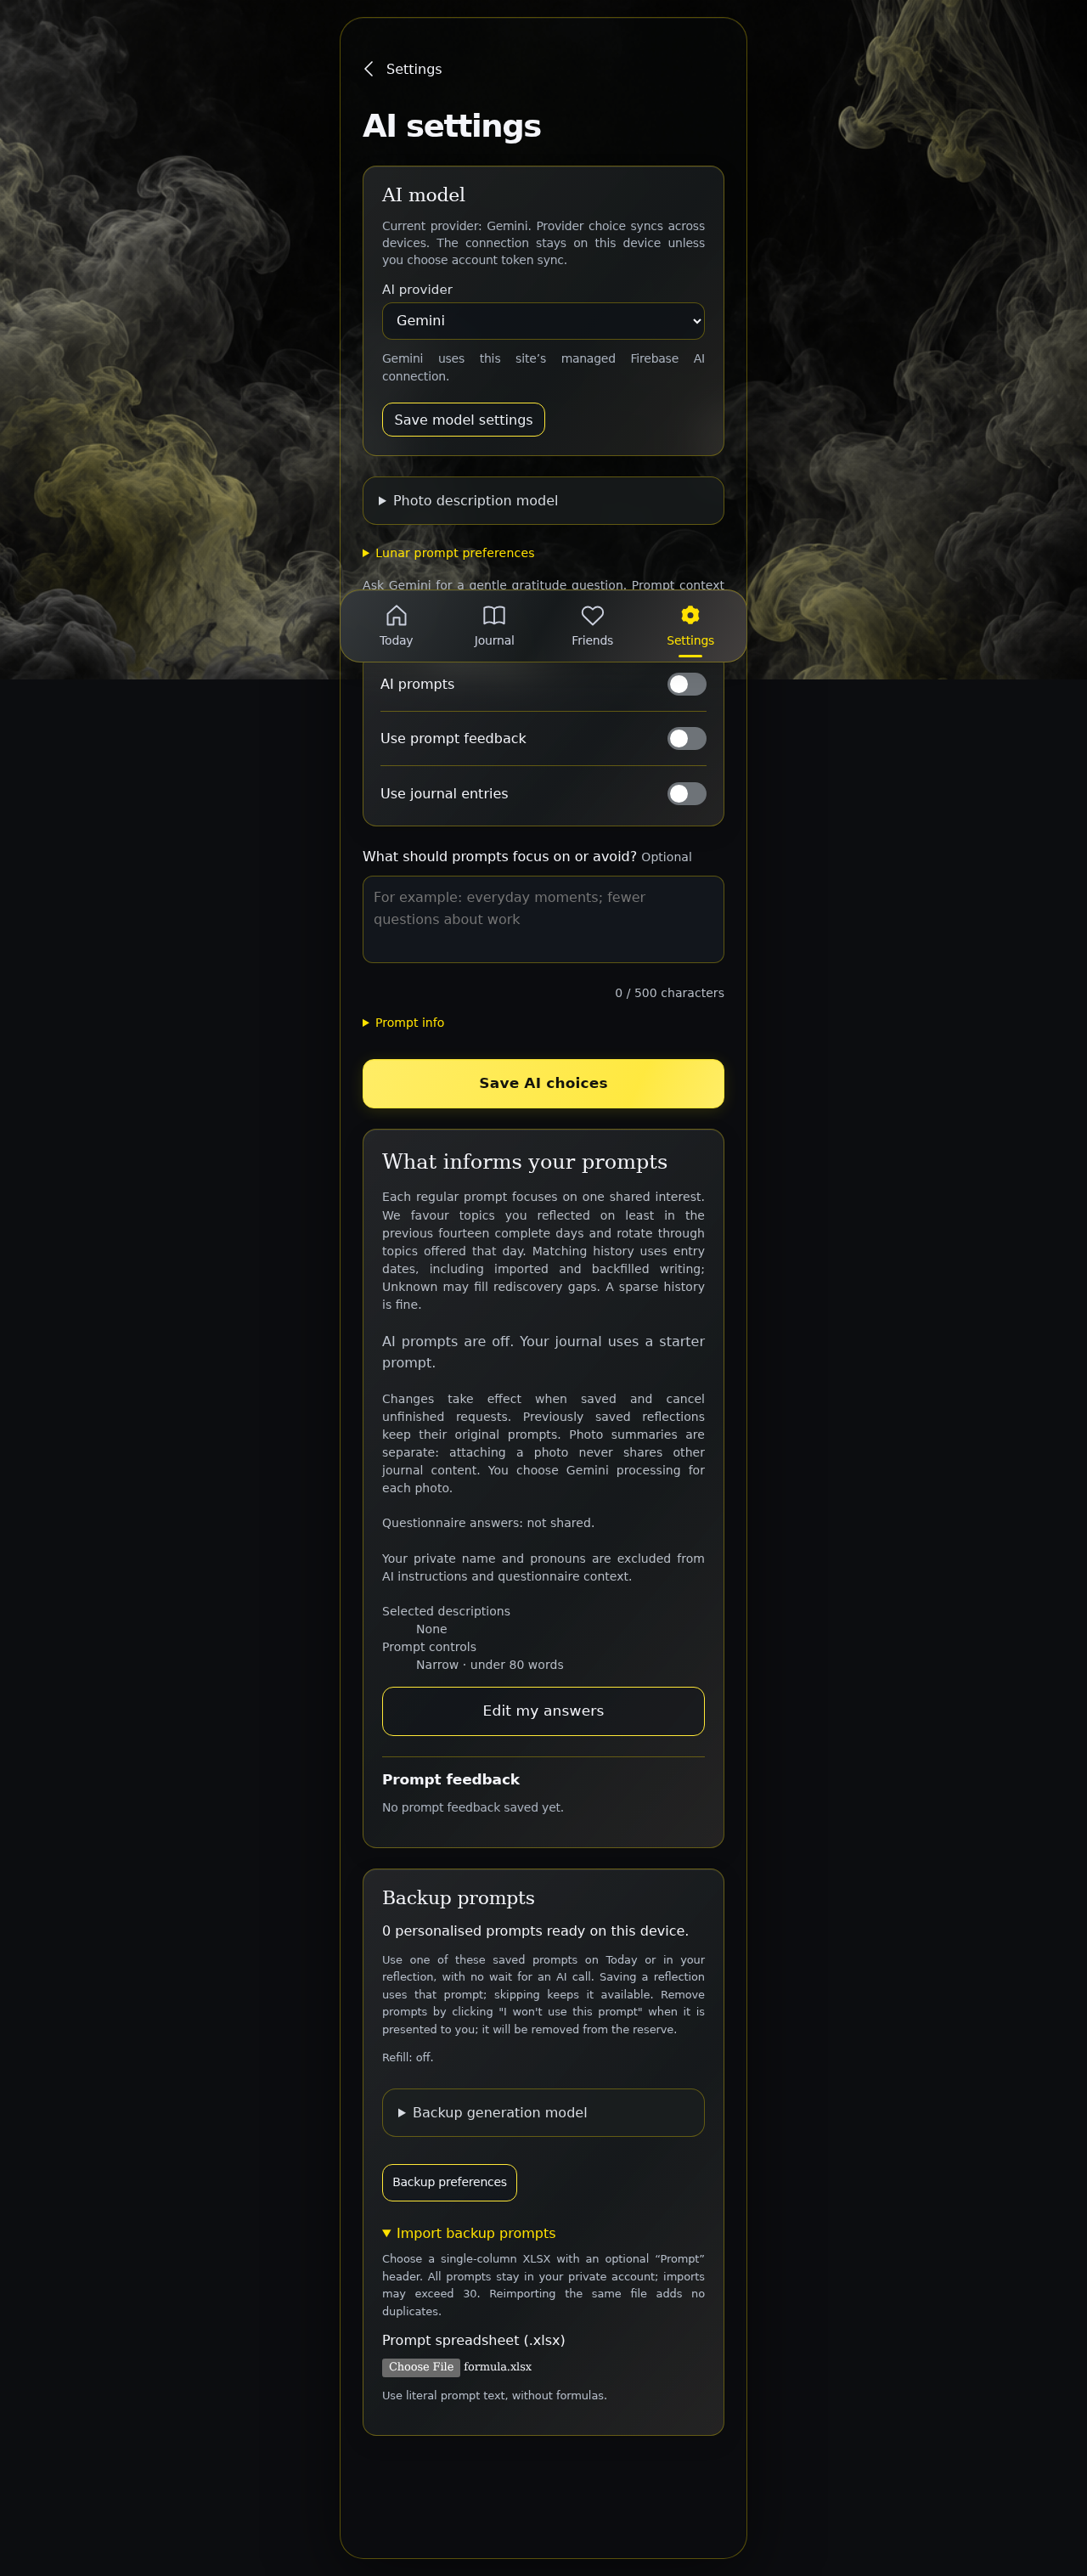 Settings
AI settings
AI model
Current provider: Gemini. Provider choice syncs across
devices. The connection stays on this device unless
you choose account token sync.
AI provider
Gemini
Gemini uses this site’s managed Firebase AI
connection.
Save model settings
Photo description model
Lunar prompt preferences
Ask Gemini for a gentle gratitude question. Prompt context
Today
Journal
Friends
Settings
AI prompts
Use prompt feedback
Use journal entries
What should prompts focus on or avoid? Optional
For example: everyday moments; fewer
questions about work
0 / 500 characters
Prompt info
Save AI choices
What informs your prompts
Each regular prompt focuses on one shared interest.
We favour topics you reflected on least in the
previous fourteen complete days and rotate through
topics offered that day. Matching history uses entry
dates, including imported and backfilled writing;
Unknown may fill rediscovery gaps. A sparse history
is fine.
AI prompts are off. Your journal uses a starter
prompt.
Changes take effect when saved and cancel
unfinished requests. Previously saved reflections
keep their original prompts. Photo summaries are
separate: attaching a photo never shares other
journal content. You choose Gemini processing for
each photo.
Questionnaire answers: not shared.
Your private name and pronouns are excluded from
AI instructions and questionnaire context.
Selected descriptions
None
Prompt controls
Narrow · under 80 words
Edit my answers
Prompt feedback
No prompt feedback saved yet.
Backup prompts
0 personalised prompts ready on this device.
Use one of these saved prompts on Today or in your
reflection, with no wait for an AI call. Saving a reflection
uses that prompt; skipping keeps it available. Remove
prompts by clicking "I won't use this prompt" when it is
presented to you; it will be removed from the reserve.
Refill: off.
Backup generation model
Backup preferences
Import backup prompts
Choose a single-column XLSX with an optional “Prompt”
header. All prompts stay in your private account; imports
may exceed 30. Reimporting the same file adds no
duplicates.
Prompt spreadsheet (.xlsx)
Choose File formula.xlsx
Use literal prompt text, without formulas.